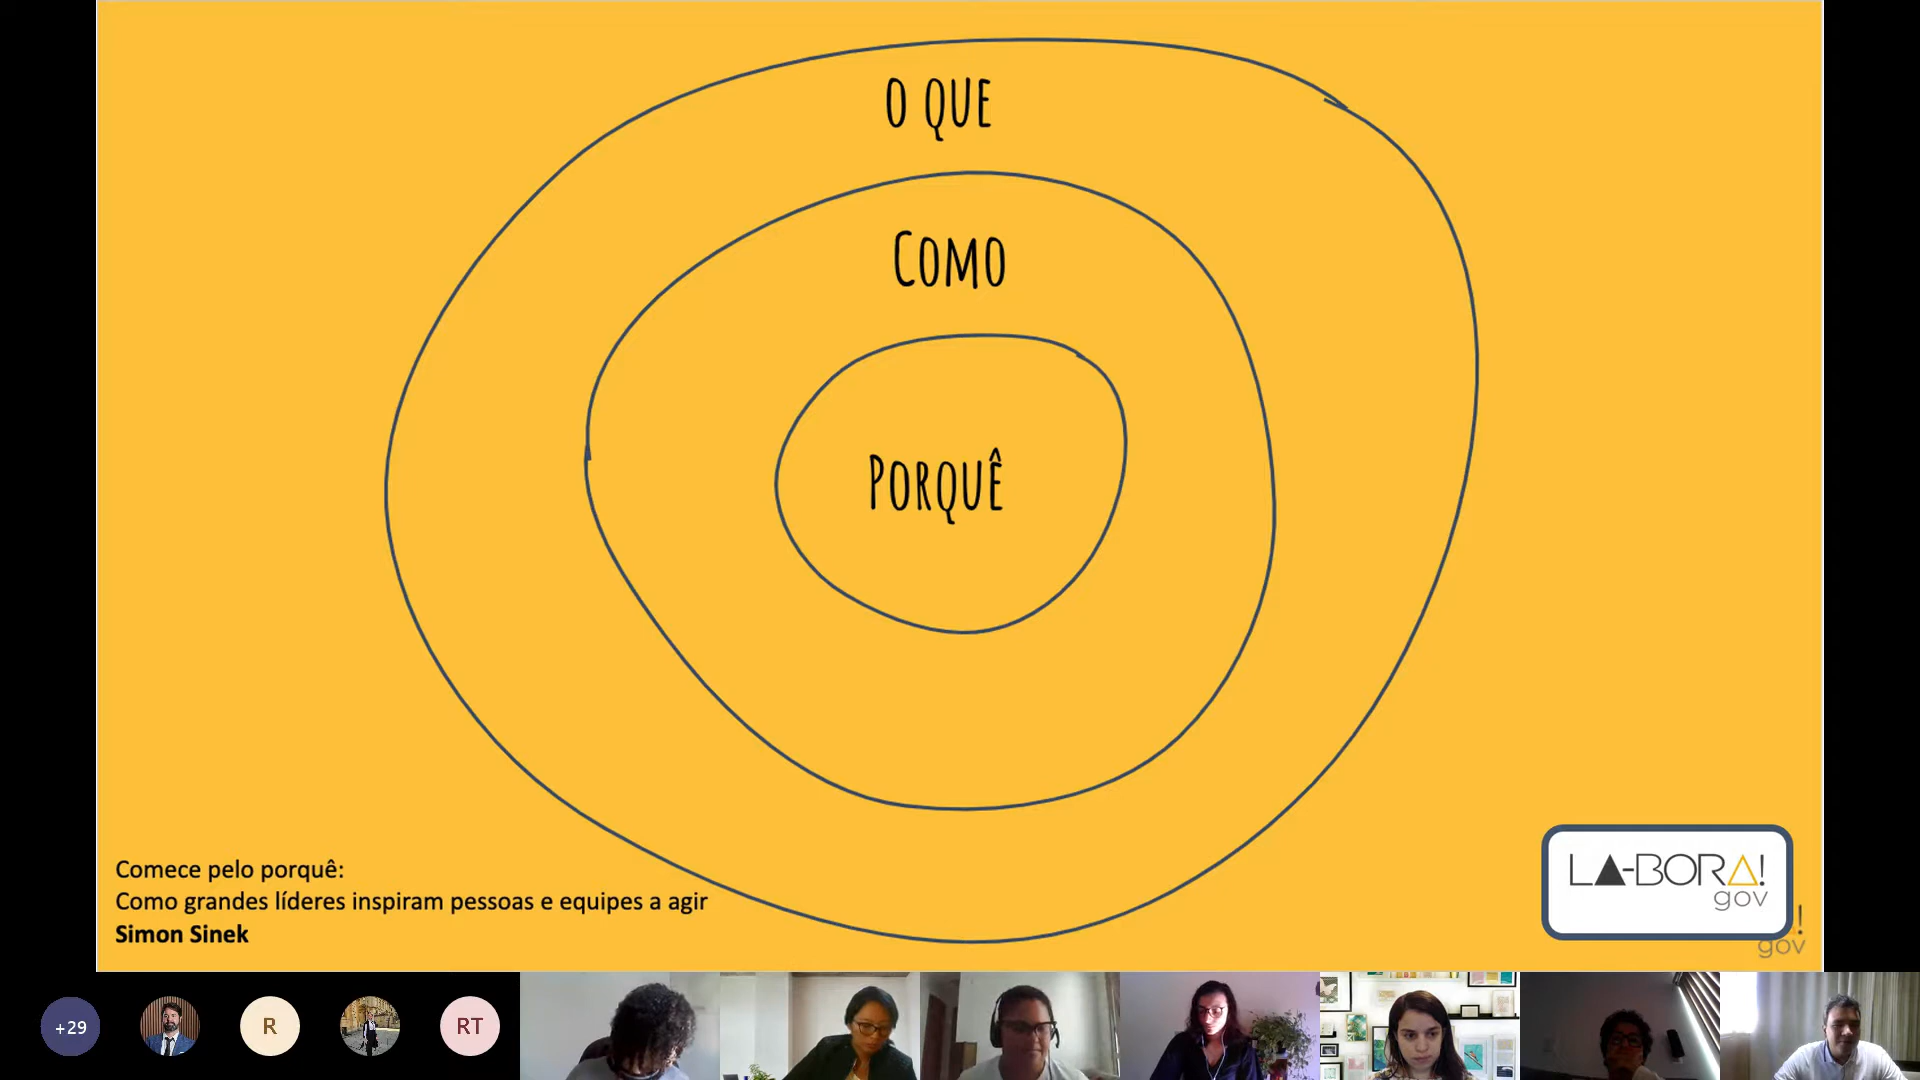 O QUE
COMO
PORQUÊ
Comece pelo porquê:
Como grandes líderes inspiram pessoas e equipes a agir
Simon Sinek
LA-BORA!
gov
!
gov
+29
R
RT